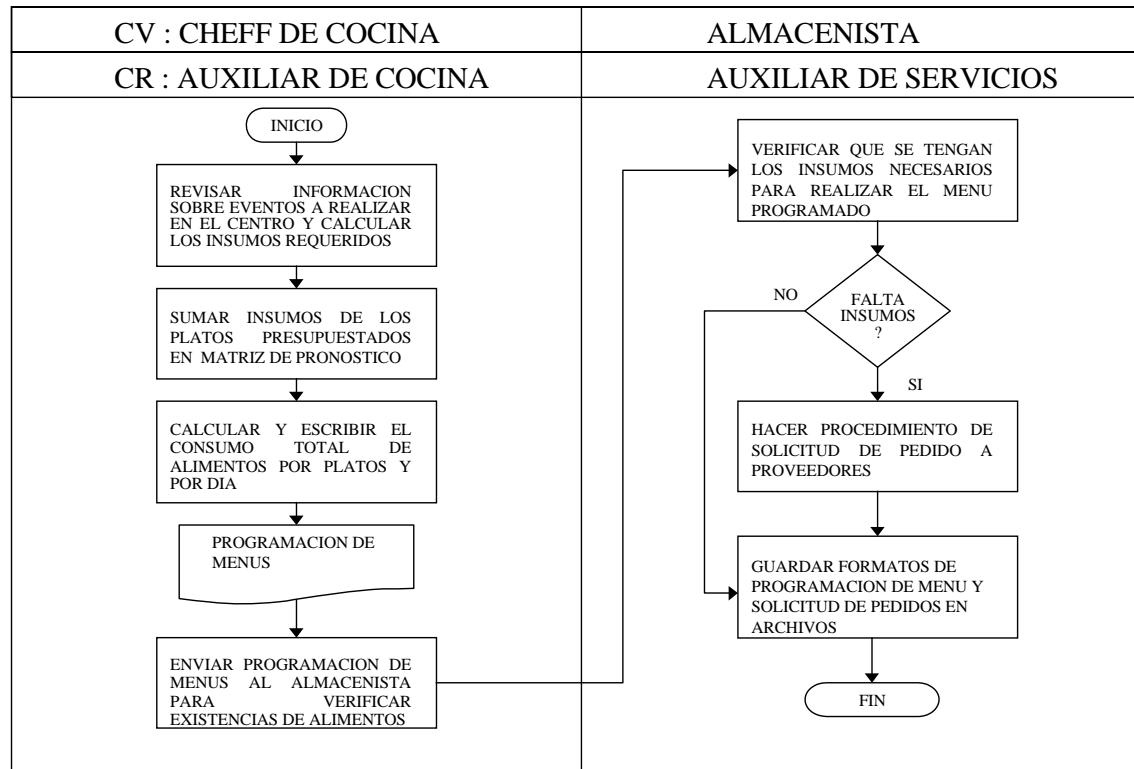 CV : CHEFF DE COCINA
ALMACENISTA
CR : AUXILIAR DE COCINA
AUXILIAR DE SERVICIOS
INICIO
REVISAR INFORMACION
SOBRE EVENTOS A REALIZAR
EN EL CENTRO Y CALCULAR
LOS INSUMOS REQUERIDOS
SUMAR INSUMOS DE LOS
PLATOS PRESUPUESTADOS
EN MATRIZ DE PRONOSTICO
CALCULAR Y ESCRIBIR EL
CONSUMO TOTAL DE
ALIMENTOS POR PLATOS Y
POR DIA
PROGRAMACION DE
MENUS
ENVIAR PROGRAMACION DE
MENUS AL ALMACENISTA
PARA VERIFICAR
EXISTENCIAS DE ALIMENTOS
VERIFICAR QUE SE TENGAN
LOS INSUMOS NECESARIOS
PARA REALIZAR EL MENU
PROGRAMADO
NO
FALTA
INSUMOS
?
SI
HACER PROCEDIMIENTO DE
SOLICITUD DE PEDIDO A
PROVEEDORES
GUARDAR FORMATOS DE
PROGRAMACION DE MENU Y
SOLICITUD DE PEDIDOS EN
ARCHIVOS
FIN